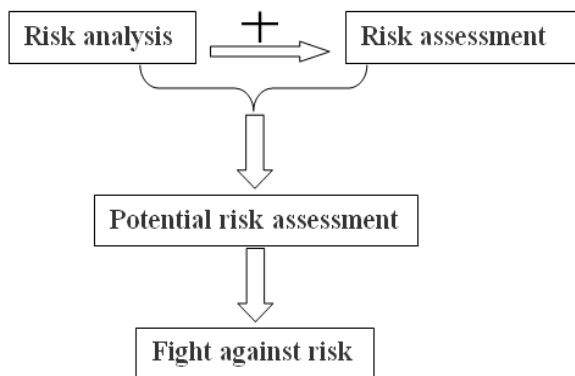 Risk analysis
+
Risk assessment
Potential risk assessment
Fight against risk